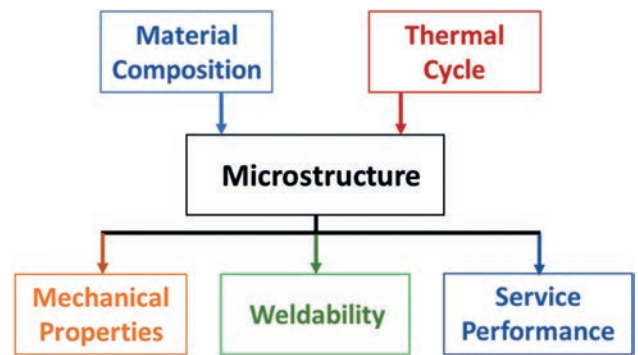 Material
Composition
Thermal
Cycle
Microstructure
Mechanical
Properties
Weldability
Service
Performance